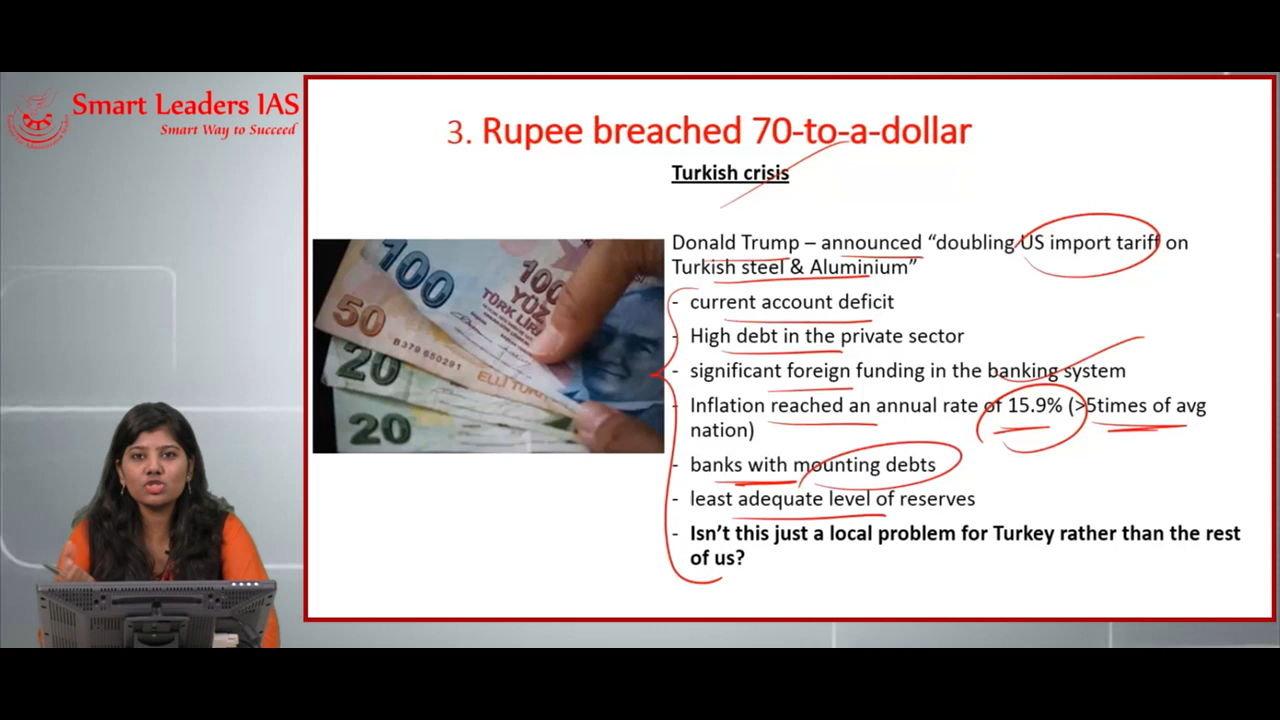 Smart Leaders IAS
Smart Way to Succeed
3. Rupee breached 70-to-a-dollar
Turkish crisis
Donald Trump – announced “doubling US import tariff on
Turkish steel & Aluminium”
- current account deficit
- High debt in the private sector
- significant foreign funding in the banking system
- Inflation reached an annual rate of 15.9% (>5times of avg
nation)
- banks with mounting debts
- least adequate level of reserves
- Isn’t this just a local problem for Turkey rather than the rest
of us?
100
100
YÜZ
TÜRK LİRASI
50
B379 650291
20
20